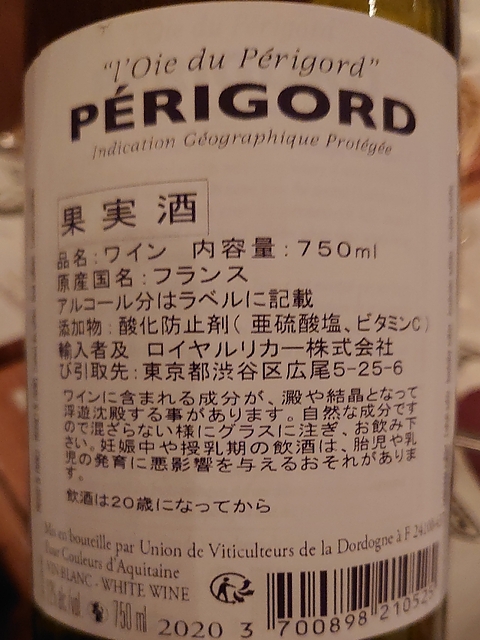 "l'Oie du Périgord"
PÉRIGORD
Indication Géographique Protégée
果実酒
品名:ワイン 内容量:750ml
原産国名:フランス
アルコール分はラベルに記載
添加物:酸化防止剤(亜硫酸塩、ビタミンC)
輸入者及 ロイヤルリカー株式会社
び引取先:東京都渋谷区広尾5-25-6
ワインに含まれる成分が、澱や結晶となって
浮遊沈殿する事があります。自然な成分です
ので混ざらない様にグラスに注ぎ、お飲み下
さい。妊娠中や授乳期の飲酒は、胎児や乳
児の発育に悪影響を与えるおそれがありま
す。
飲酒は20歳になってから
Mis en bouteille par Union de Viticulteurs de la Dordogne à F
Couleurs d'Aquitaine
VIN BLANC - WHITE WINE
750 ml
2020
3 700898 210525